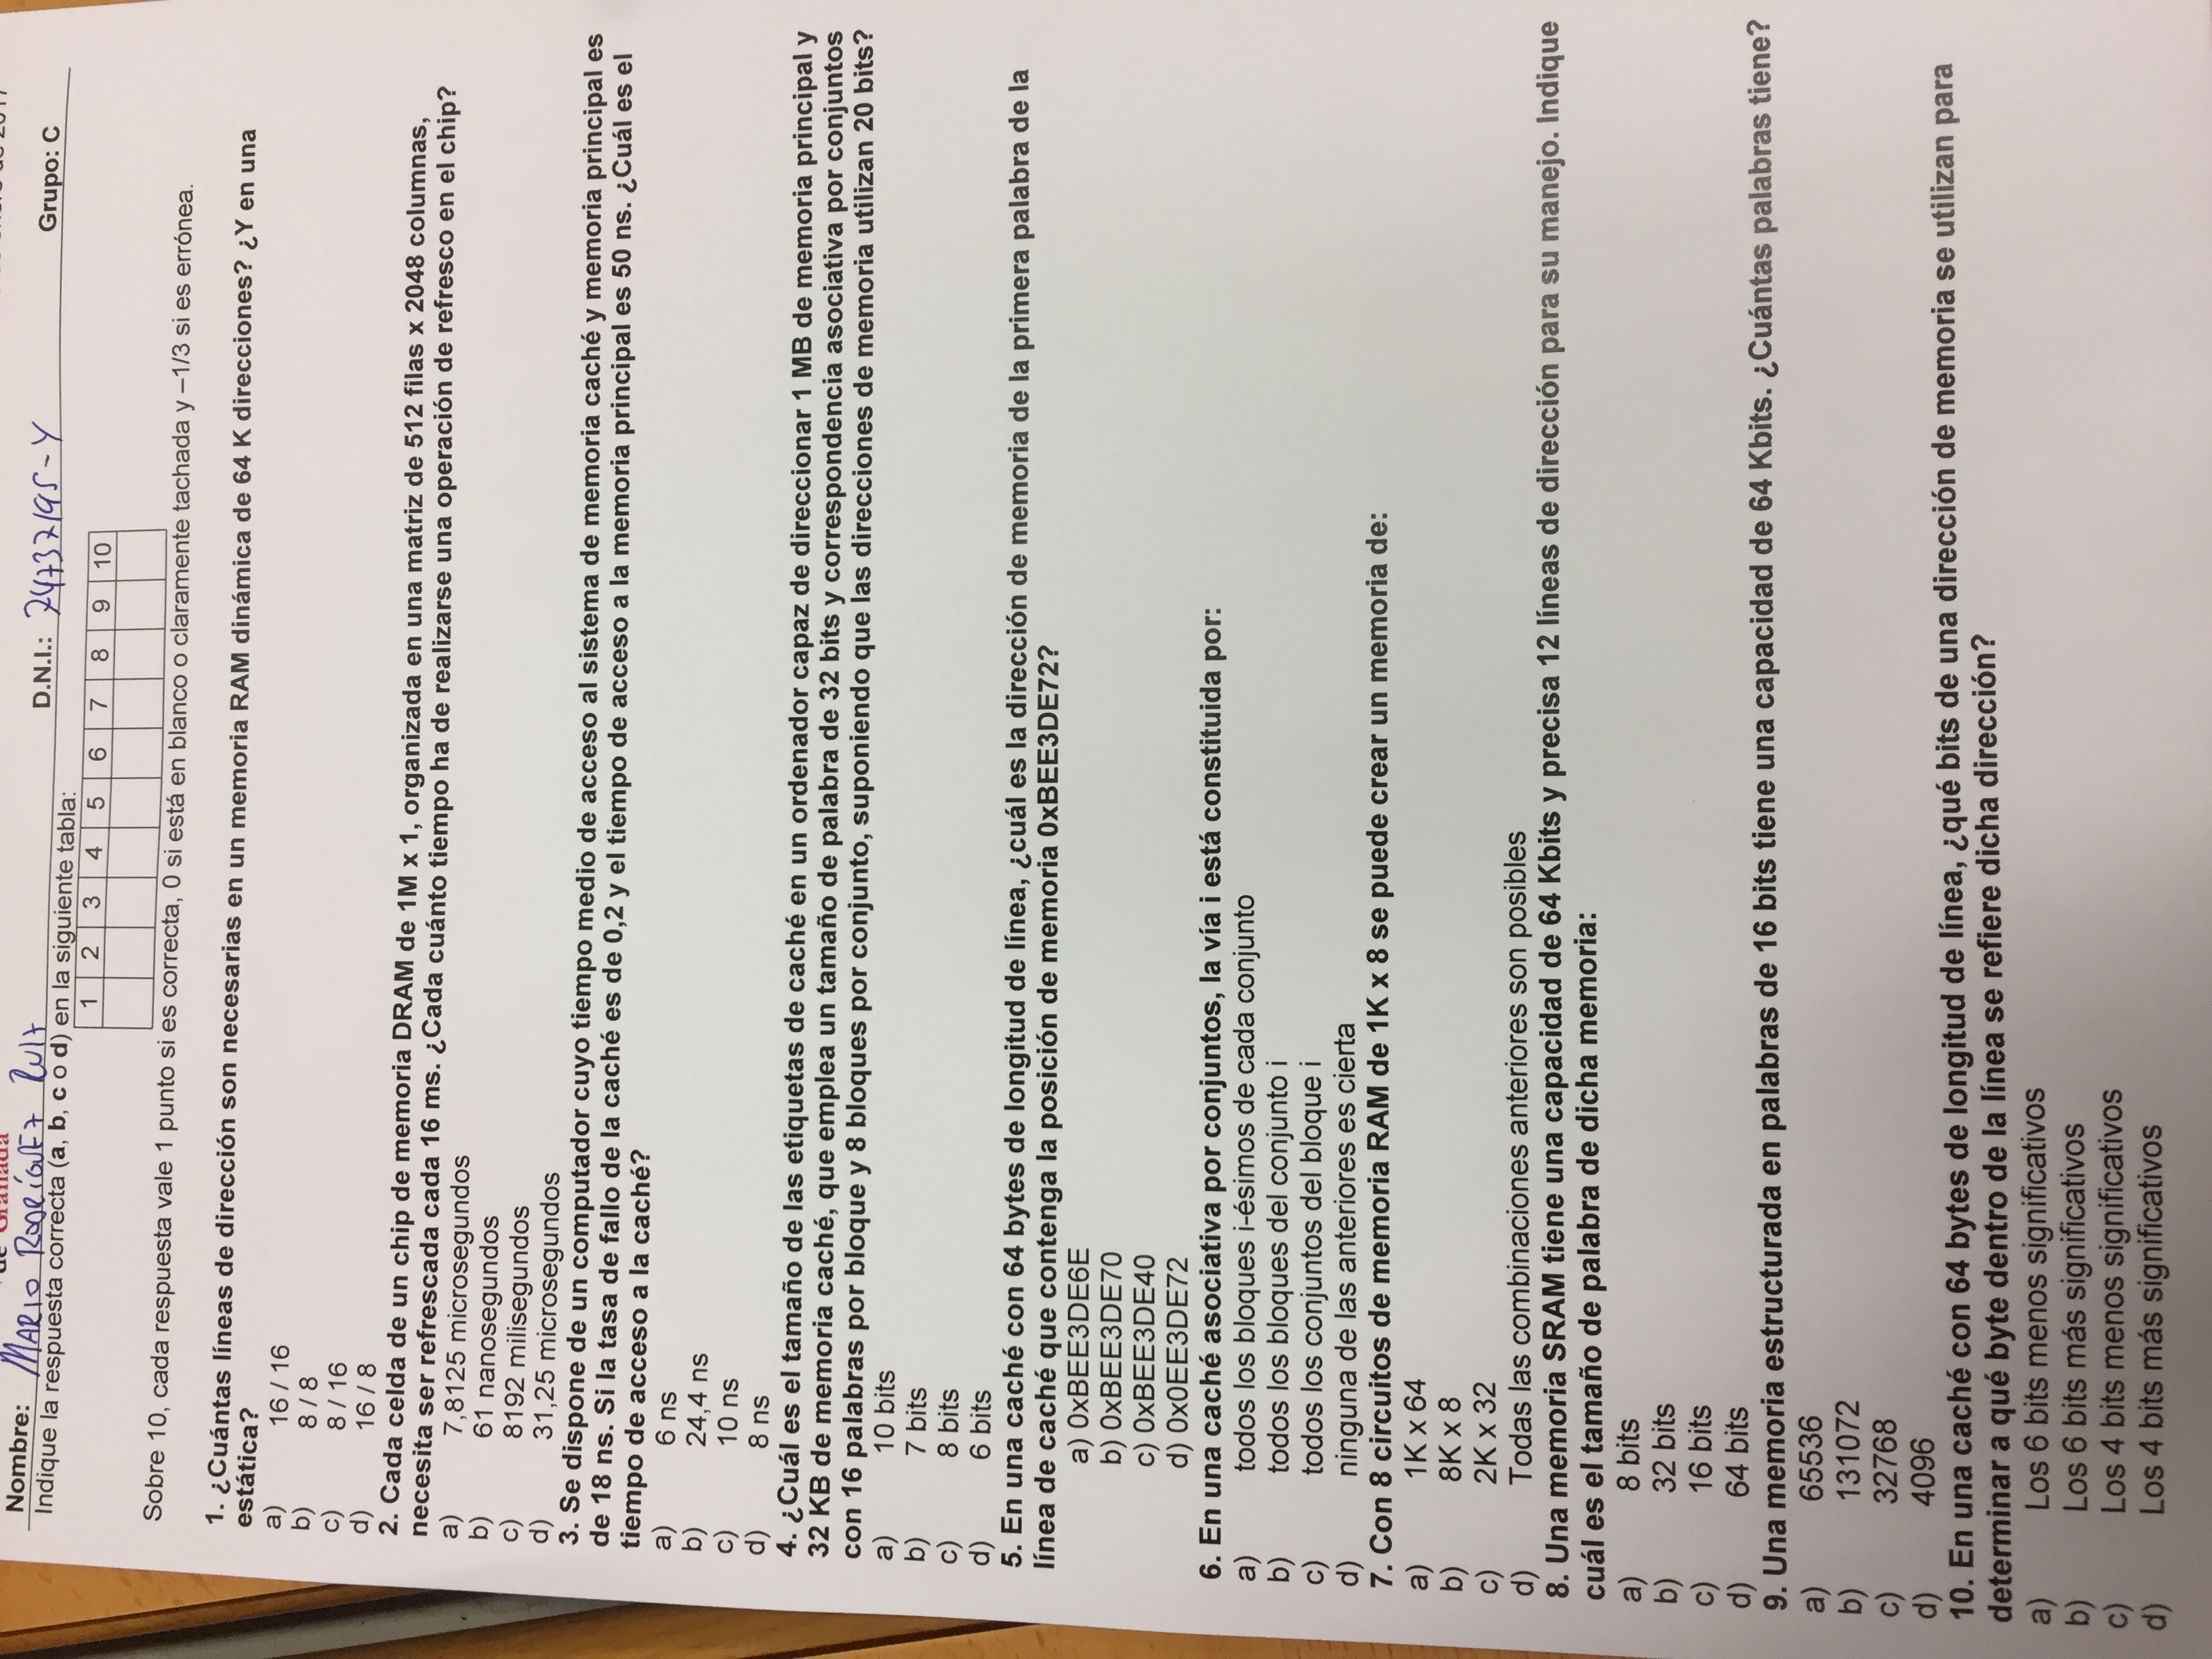 de Granada
Nombre: MARIO RODRÍGUEZ RUIZ D.N.I.: Grupo: C
Indique la respuesta correcta (a, b, c o d) en la siguiente tabla:
1 2 3 4 5 6 7 8 9 10
Sobre 10, cada respuesta vale 1 punto si es correcta, 0 si está en blanco o claramente tachada y –1/3 si es errónea.
1. ¿Cuántas líneas de dirección son necesarias en un memoria RAM dinámica de 64 K direcciones? ¿Y en una
estática?
a) 16 / 16
b) 8 / 8
c) 8 / 16
d) 16 / 8
2. Cada celda de un chip de memoria DRAM de 1M x 1, organizada en una matriz de 512 filas x 2048 columnas,
necesita ser refrescada cada 16 ms. ¿Cada cuánto tiempo ha de realizarse una operación de refresco en el chip?
a) 7,8125 microsegundos
b) 61 nanosegundos
c) 8192 milisegundos
d) 31,25 microsegundos
3. Se dispone de un computador cuyo tiempo medio de acceso al sistema de memoria caché y memoria principal es
de 18 ns. Si la tasa de fallo de la caché es de 0,2 y el tiempo de acceso a la memoria principal es 50 ns. ¿Cuál es el
tiempo de acceso a la caché?
a) 6 ns
b) 24,4 ns
c) 10 ns
d) 8 ns
4. ¿Cuál es el tamaño de las etiquetas de caché en un ordenador capaz de direccionar 1 MB de memoria principal y
32 KB de memoria caché, que emplea un tamaño de palabra de 32 bits y correspondencia asociativa por conjuntos
con 16 palabras por bloque y 8 bloques por conjunto, suponiendo que las direcciones de memoria utilizan 20 bits?
a) 10 bits
b) 7 bits
c) 8 bits
d) 6 bits
5. En una caché con 64 bytes de longitud de línea, ¿cuál es la dirección de memoria de la primera palabra de la
línea de caché que contenga la posición de memoria 0xBEE3DE72?
a) 0xBEE3DE6E
b) 0xBEE3DE70
c) 0xBEE3DE40
d) 0x0EE3DE72
6. En una caché asociativa por conjuntos, la vía i está constituida por:
a) todos los bloques i-ésimos de cada conjunto
b) todos los bloques del conjunto i
c) todos los conjuntos del bloque i
d) ninguna de las anteriores es cierta
7. Con 8 circuitos de memoria RAM de 1K x 8 se puede crear un memoria de:
a) 1K x 64
b) 8K x 8
c) 2K x 32
d) Todas las combinaciones anteriores son posibles
8. Una memoria SRAM tiene una capacidad de 64 Kbits y precisa 12 líneas de dirección para su manejo. Indique
cuál es el tamaño de palabra de dicha memoria:
a) 8 bits
b) 32 bits
c) 16 bits
d) 64 bits
9. Una memoria estructurada en palabras de 16 bits tiene una capacidad de 64 Kbits. ¿Cuántas palabras tiene?
a) 65536
b) 131072
c) 32768
d) 4096
10. En una caché con 64 bytes de longitud de línea, ¿qué bits de una dirección de memoria se utilizan para
determinar a qué byte dentro de la línea se refiere dicha dirección?
a) Los 6 bits menos significativos
b) Los 6 bits más significativos
c) Los 4 bits menos significativos
d) Los 4 bits más significativos